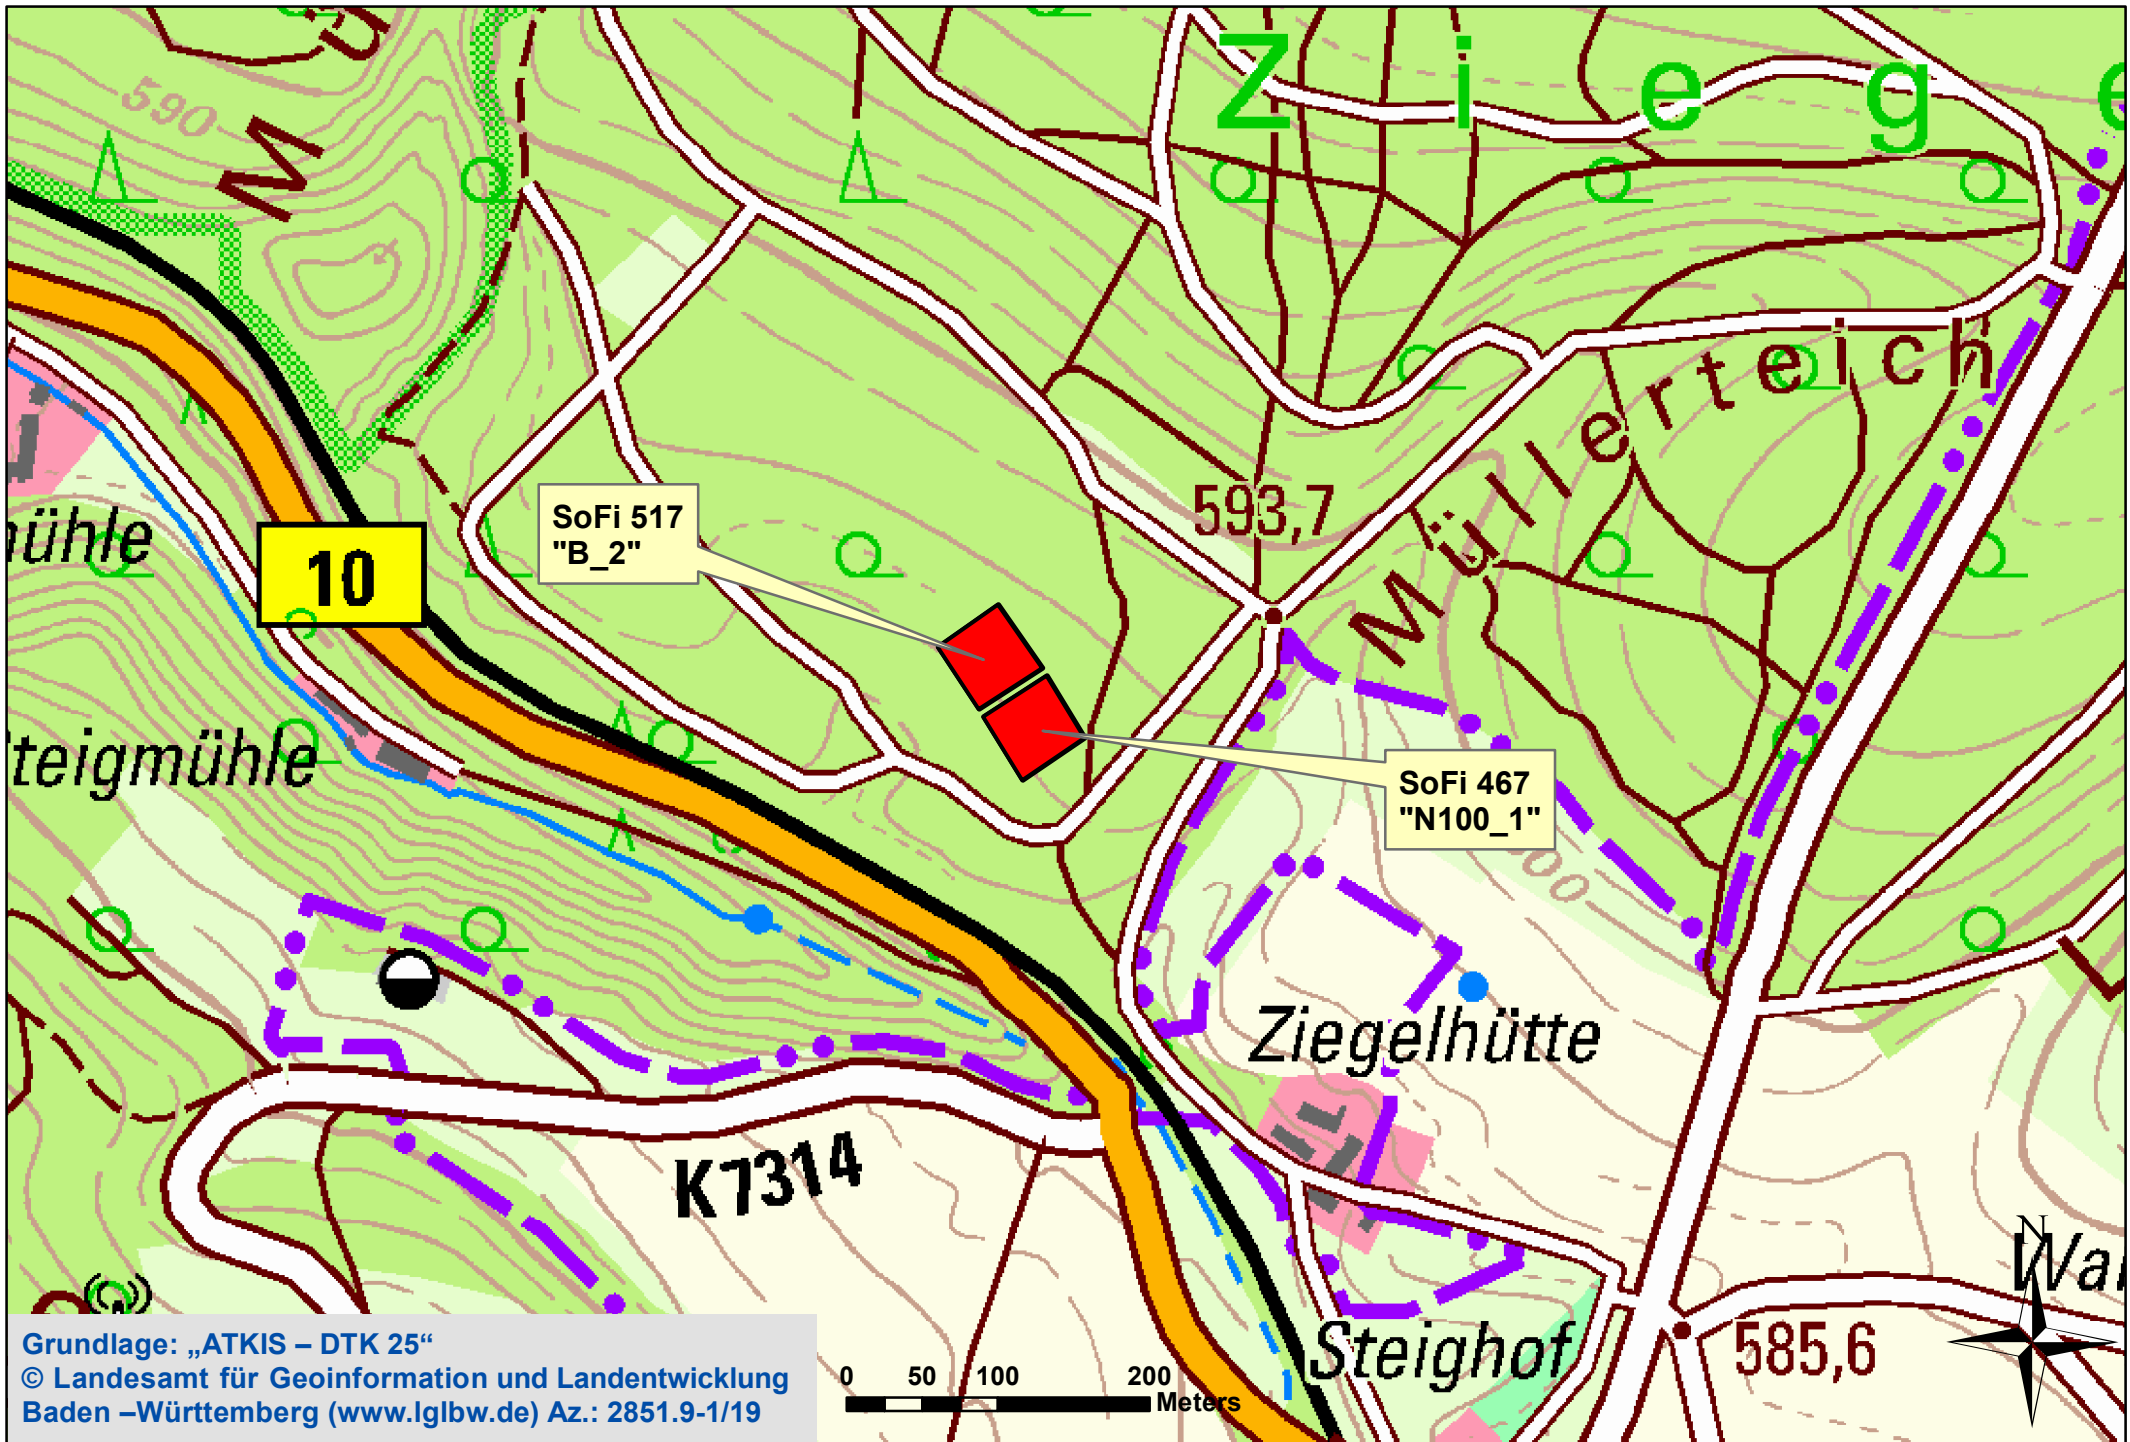 Z i e g e
M ü
590
Müllerteich
593,7
SoFi 517
"B_2"
10
ühle
teigmühle
SoFi 467
"N100_1"
Ziegelhütte
K7314
N
Wa
Steighof
585,6
Grundlage: „ATKIS – DTK 25“
© Landesamt für Geoinformation und Landentwicklung
Baden –Württemberg (www.lglbw.de) Az.: 2851.9-1/19
0 50 100 200
Meters